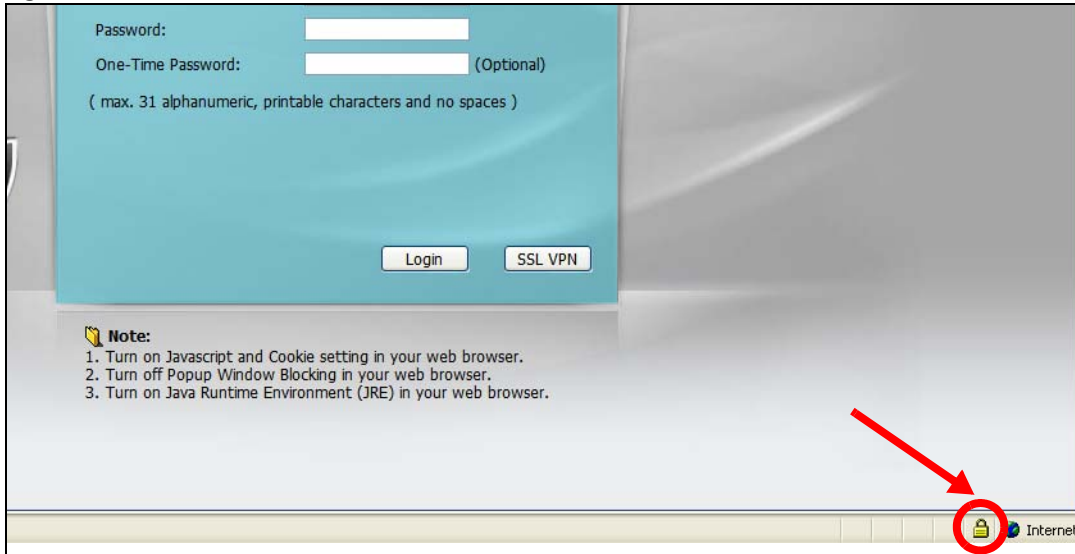 Password:
One-Time Password: (Optional)
( max. 31 alphanumeric, printable characters and no spaces )
Login SSL VPN
Note:
1. Turn on Javascript and Cookie setting in your web browser.
2. Turn off Popup Window Blocking in your web browser.
3. Turn on Java Runtime Environment (JRE) in your web browser.
Internet